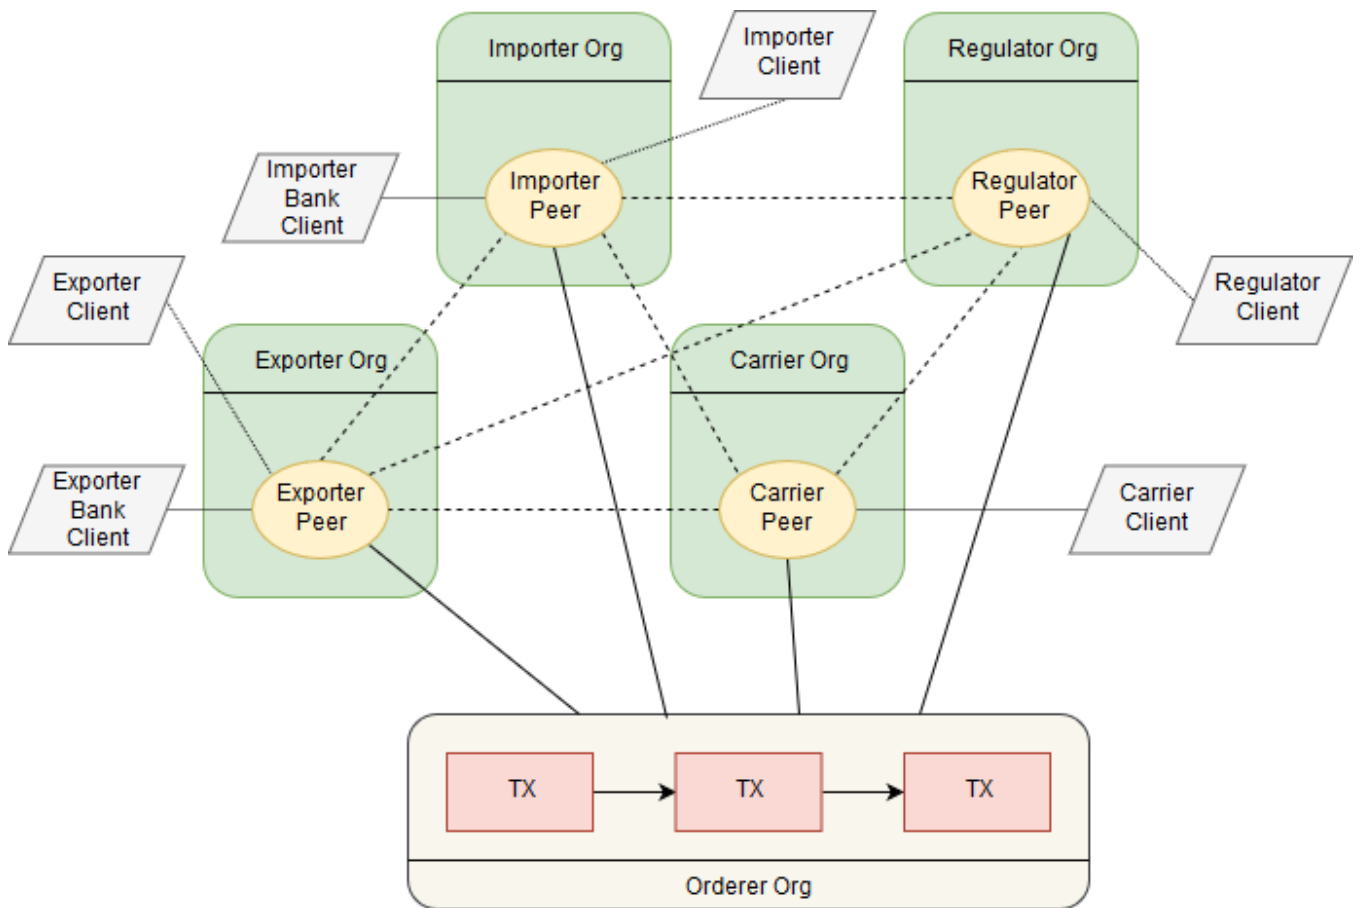 Importer Org
Importer
Client
Regulator Org
Importer
Bank
Client
Importer
Peer
Regulator
Peer
Exporter
Client
Regulator
Client
Exporter Org
Carrier Org
Exporter
Bank
Client
Exporter
Peer
Carrier
Peer
Carrier
Client
TX
TX
TX
Orderer Org